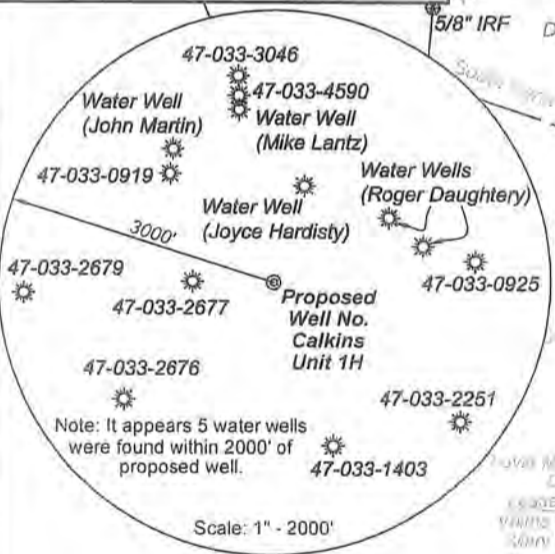 5/8" IRF
47-033-3046
47-033-4590
Water Well
(John Martin)
Water Well
(Mike Lantz)
47-033-0919
Water Wells
(Roger Daughtery)
Water Well
(Joyce Hardisty)
3000'
47-033-2679
47-033-2677
47-033-0925
Proposed
Well No.
Calkins
Unit 1H
47-033-2676
47-033-2251
Note: It appears 5 water wells
were found within 2000' of
proposed well.
47-033-1403
Scale: 1" - 2000'